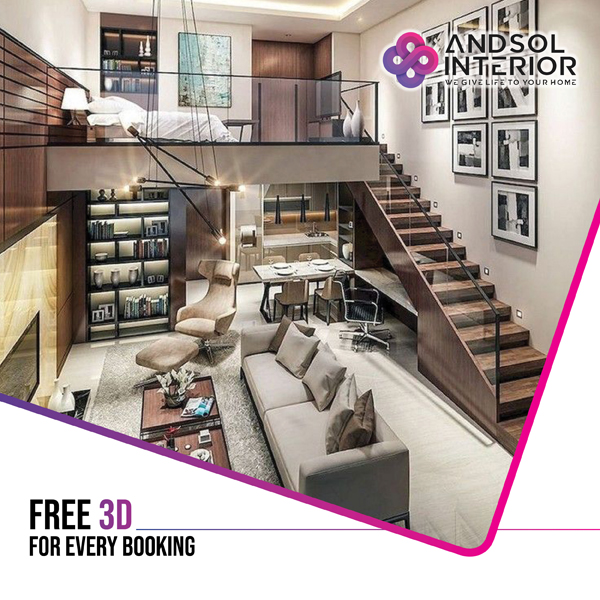 ANDSOL
INTERIOR
WE GIVE LIFE TO YOUR HOME
FREE 3D
FOR EVERY BOOKING